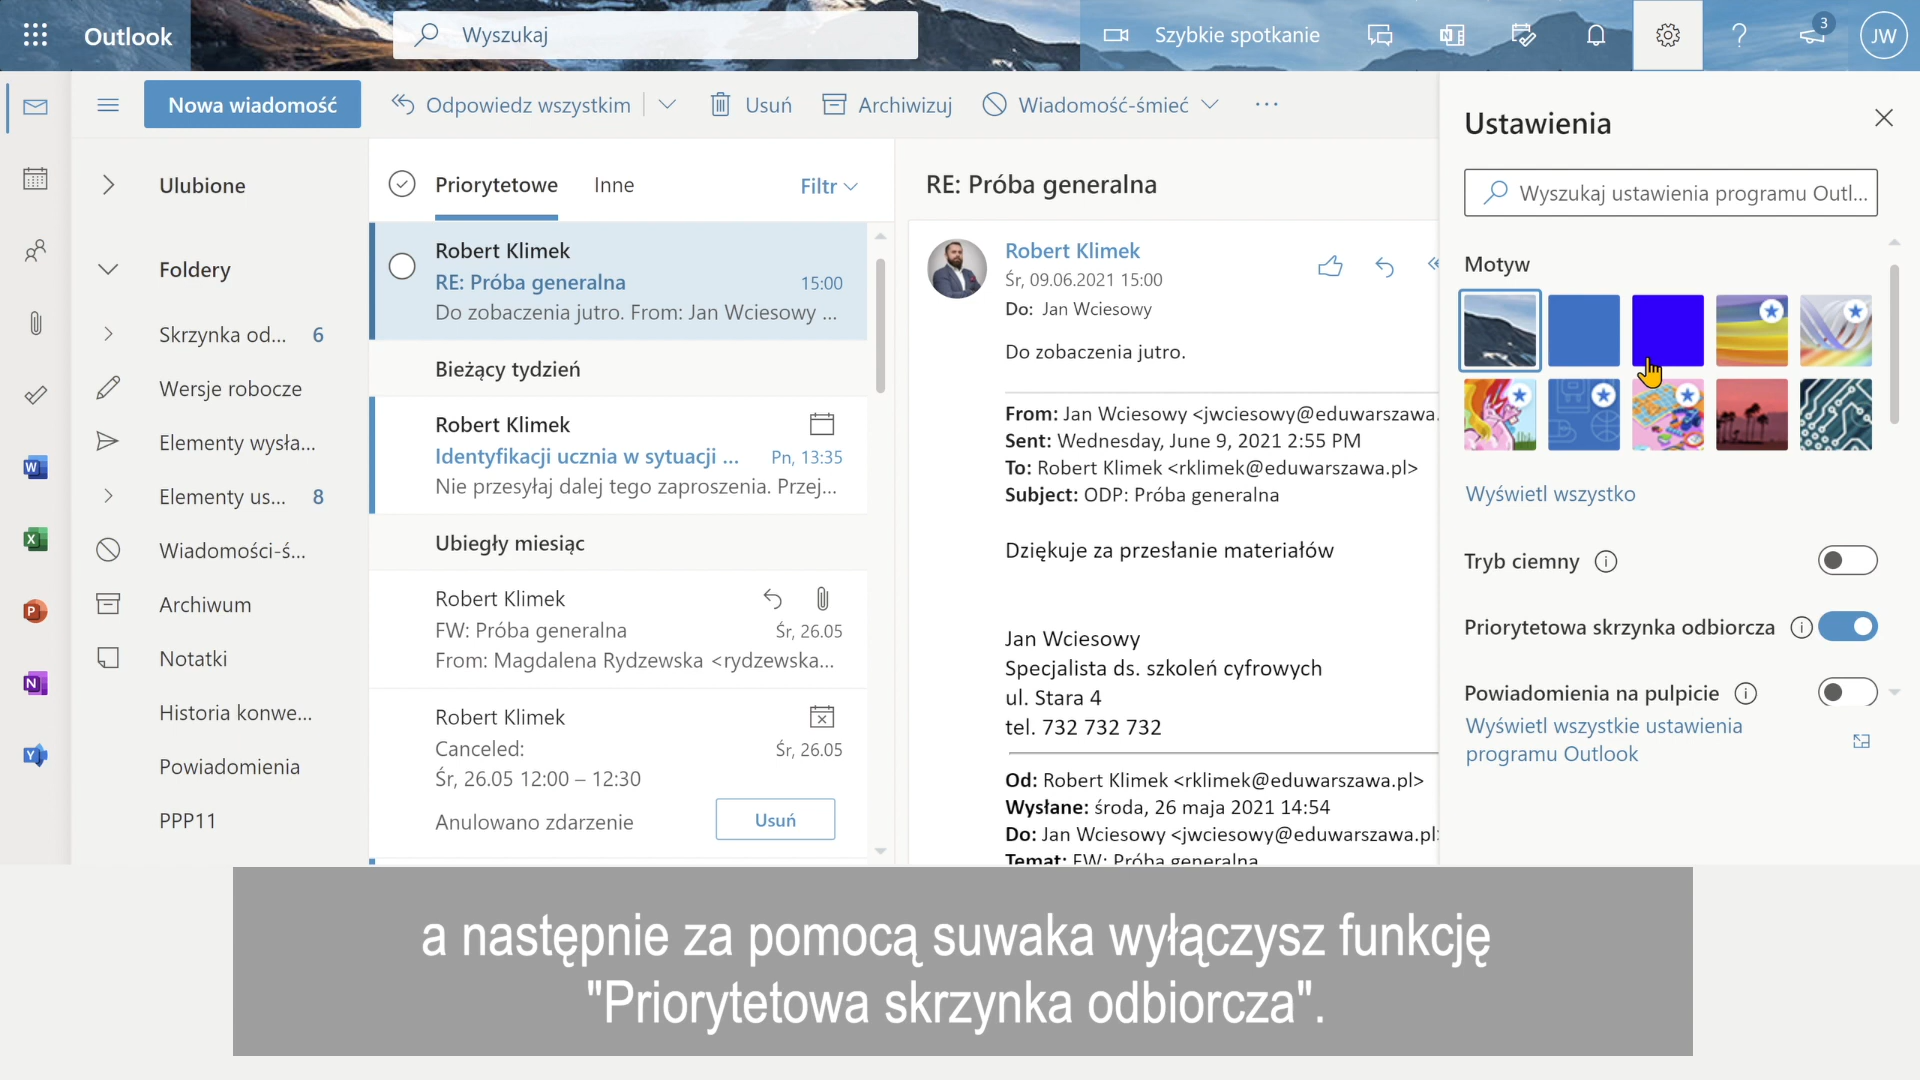 Outlook
Wyszukaj
Szybkie spotkanie
3
JW
Nowa wiadomość
Odpowiedz wszystkim
Usuń
Archiwizuj
Wiadomość-śmieć
Ulubione
Foldery
Skrzynka od... 6
Wersje robocze
Elementy wysła...
Elementy us... 8
Wiadomości-ś...
Archiwum
Notatki
Historia konwe...
Powiadomienia
PPP11
Priorytetowe Inne Filtr
Robert Klimek
RE: Próba generalna 15:00
Do zobaczenia jutro. From: Jan Wciesowy ...
Bieżący tydzień
Robert Klimek
Identyfikacji ucznia w sytuacji ... Pn, 13:35
Nie przesyłaj dalej tego zaproszenia. Przej...
Ubiegły miesiąc
Robert Klimek
FW: Próba generalna Śr, 26.05
From: Magdalena Rydzewska <rydzewska...
Robert Klimek
Canceled: Śr, 26.05
Śr, 26.05 12:00 – 12:30
Anulowano zdarzenie Usuń
RE: Próba generalna
Robert Klimek
Śr, 09.06.2021 15:00
Do: Jan Wciesowy
Do zobaczenia jutro.
From: Jan Wciesowy <jwciesowy@eduwarszawa.
Sent: Wednesday, June 9, 2021 2:55 PM
To: Robert Klimek <rklimek@eduwarszawa.pl>
Subject: ODP: Próba generalna
Dziękuje za przesłanie materiałów
Jan Wciesowy
Specjalista ds. szkoleń cyfrowych
ul. Stara 4
tel. 732 732 732
Od: Robert Klimek <rklimek@eduwarszawa.pl>
Wysłane: środa, 26 maja 2021 14:54
Do: Jan Wciesowy <jwciesowy@eduwarszawa.pl
Temat: FW: Próba generalna
Ustawienia
Wyszukaj ustawienia programu Outl...
Motyw
Wyświetl wszystko
Tryb ciemny
Priorytetowa skrzynka odbiorcza
Powiadomienia na pulpicie
Wyświetl wszystkie ustawienia
programu Outlook
a następnie za pomocą suwaka wyłączysz funkcję
"Priorytetowa skrzynka odbiorcza".